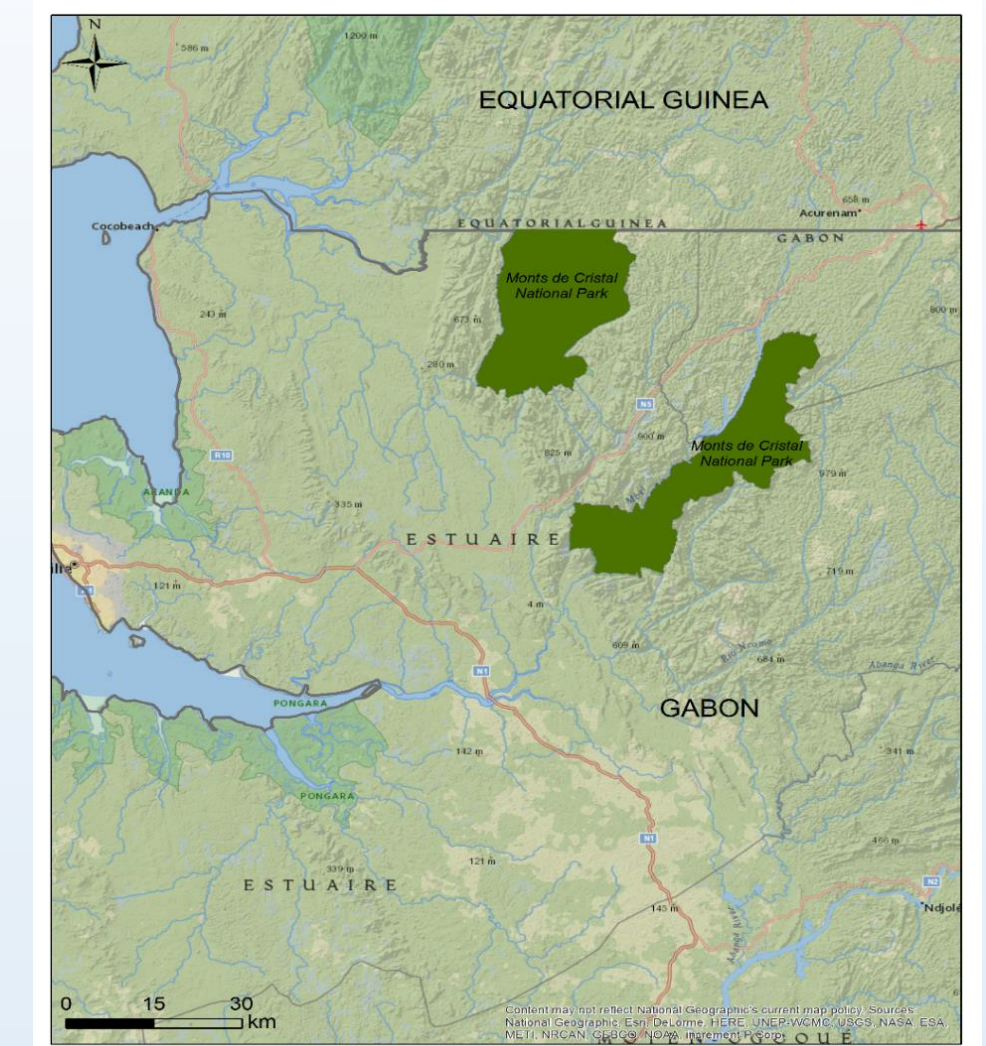 N
1200 m
586 m
EQUATORIAL GUINEA
658 m
Acurenam
Cocobeach
EQUATORIAL GUINEA
GABON
Monts de Cristal
National Park
243 m
673 m
800 m
280 m
N5
600 m
Monts de Cristal
National Park
R10
825 m
979 m
AKANDA
335 m
ESTUAIRE
121 m
719 m
4 m
609 m
684 m
Abanga River
N1
PONGARA
GABON
142 m
341 m
PONGARA
N1
466 m
121 m
339 m
ESTUAIRE
N2
145 m
Ndjolé
Abanga River
0 15 30
km
Content may not reflect National Geographic's current map policy. Sources:
National Geographic, Esri, DeLorme, HERE, UNEP-WCMC, USGS, NASA, ESA,
METI, NRCAN, GEBCO, NOAA, increment P Corp.